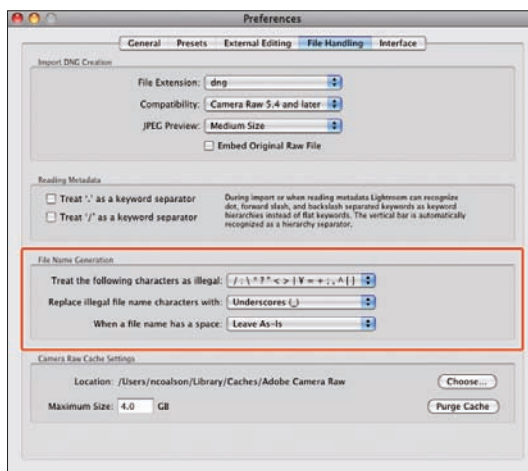 Preferences
General Presets External Editing File Handling Interface
Import DNG Creation
File Extension: dng
Compatibility: Camera Raw 5.4 and later
JPEG Preview: Medium Size
Embed Original Raw File
Reading Metadata
Treat '.' as a keyword separator
Treat '/' as a keyword separator
During import or when reading metadata Lightroom can recognize
dot, forward slash, and backslash separated keywords as keyword
hierarchies instead of flat keywords. The vertical bar is automatically
recognized as a hierarchy separator.
File Name Generation
Treat the following characters as illegal: / : \ * ? " < > | ¥ = + ; , ^ [ ]
Replace illegal file name characters with: Underscores (_)
When a file name has a space: Leave As-Is
Camera Raw Cache Settings
Location: /Users/ncoalson/Library/Caches/Adobe Camera Raw
Choose...
Maximum Size: 4.0 GB
Purge Cache